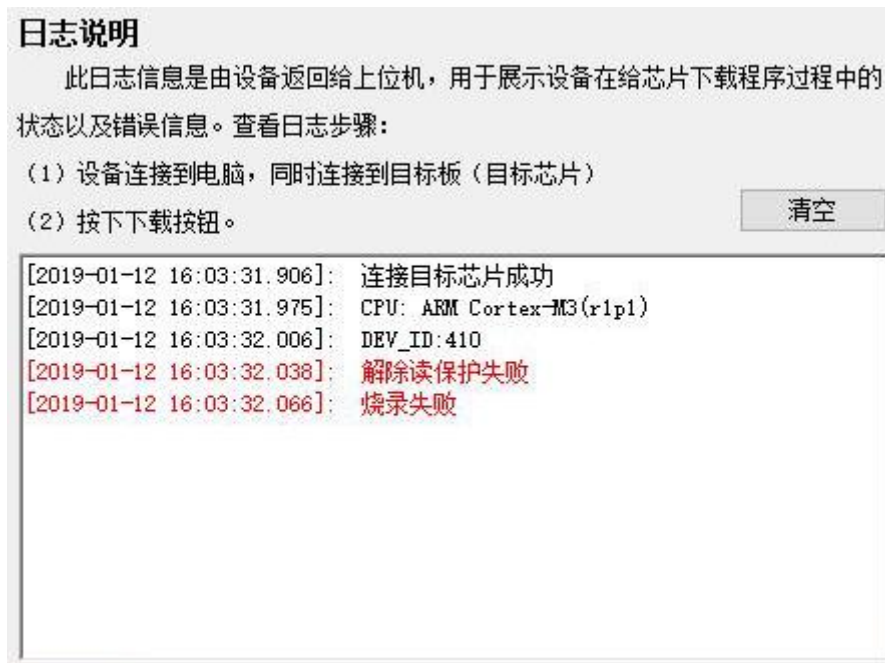 日志说明
此日志信息是由设备返回给上位机，用于展示设备在给芯片下载程序过程中的
状态以及错误信息。查看日志步骤：
（1）设备连接到电脑，同时连接到目标板（目标芯片）
（2）按下下载按钮。
清空
[2019-01-12 16:03:31.906]: 连接目标芯片成功
[2019-01-12 16:03:31.975]: CPU: ARM Cortex-M3(r1p1)
[2019-01-12 16:03:32.006]: DEV_ID:410
[2019-01-12 16:03:32.038]: 解除读保护失败
[2019-01-12 16:03:32.066]: 烧录失败